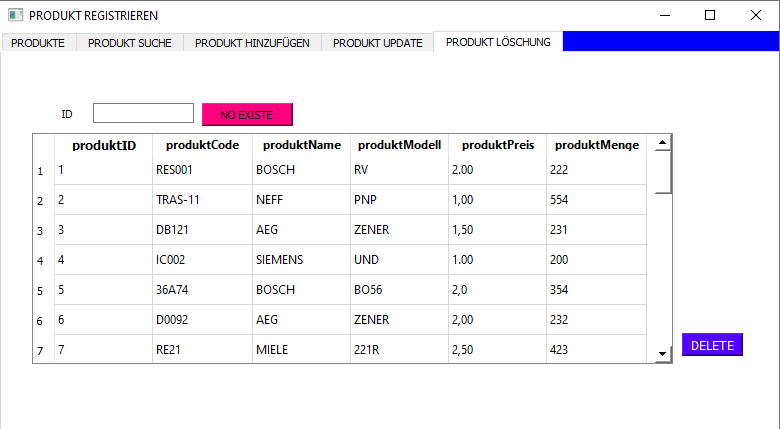 PRODUKT REGISTRIEREN
PRODUKTE PRODUKT SUCHE PRODUKT HINZUFÜGEN PRODUKT UPDATE PRODUKT LÖSCHUNG
ID NO EXISTE
produktID produktCode produktName produktModell produktPreis produktMenge
1 1 RES001 BOSCH RV 2.00 222
2 2 TRAS-11 NEFF PNP 1,00 554
3 3 DB121 AEG ZENER 1,50 231
4 4 IC002 SIEMENS UND 1.00 200
5 5 36A74 BOSCH BO56 2,0 354
6 6 D0092 AEG ZENER 2,00 232
7 7 RE21 MIELE 221R 2,50 423
DELETE